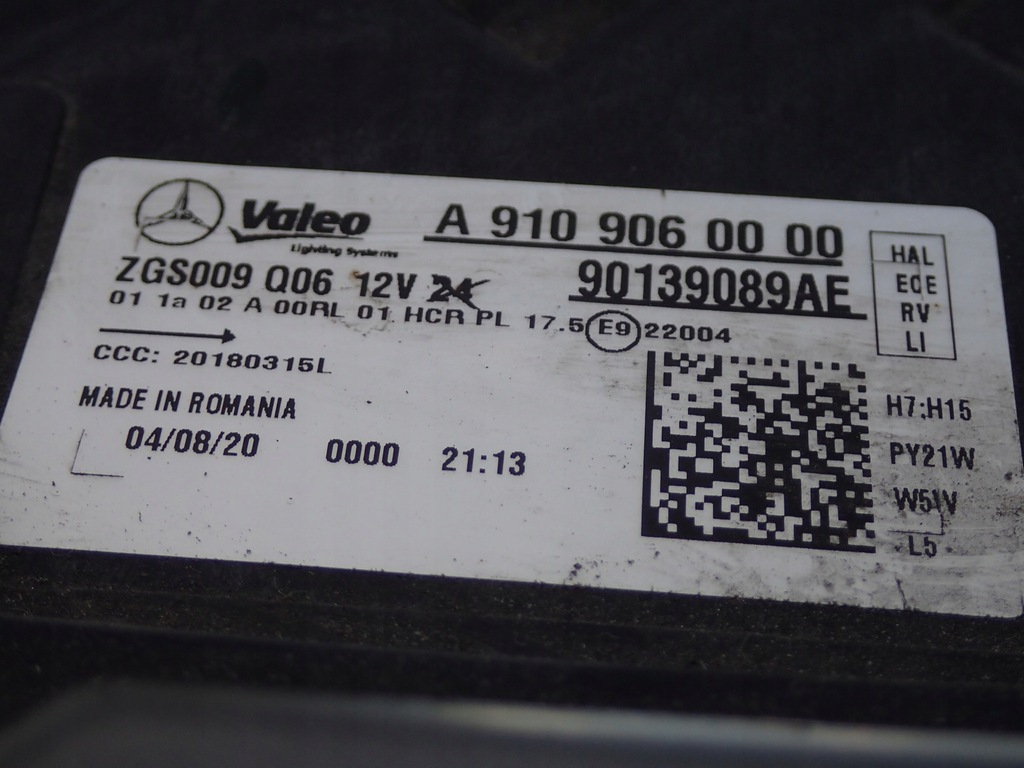 Valeo
Lighting Systems
A 910 906 00 00
90139089AE
ZGS009 Q06 12V 24
01 1a 02 A 00RL 01 HCR PL 17.5 E9 22004
CCC: 20180315L
MADE IN ROMANIA
04/08/20 0000 21:13
HAL
ECE
RV
LI
H7:H15
PY21W
W5W
L5